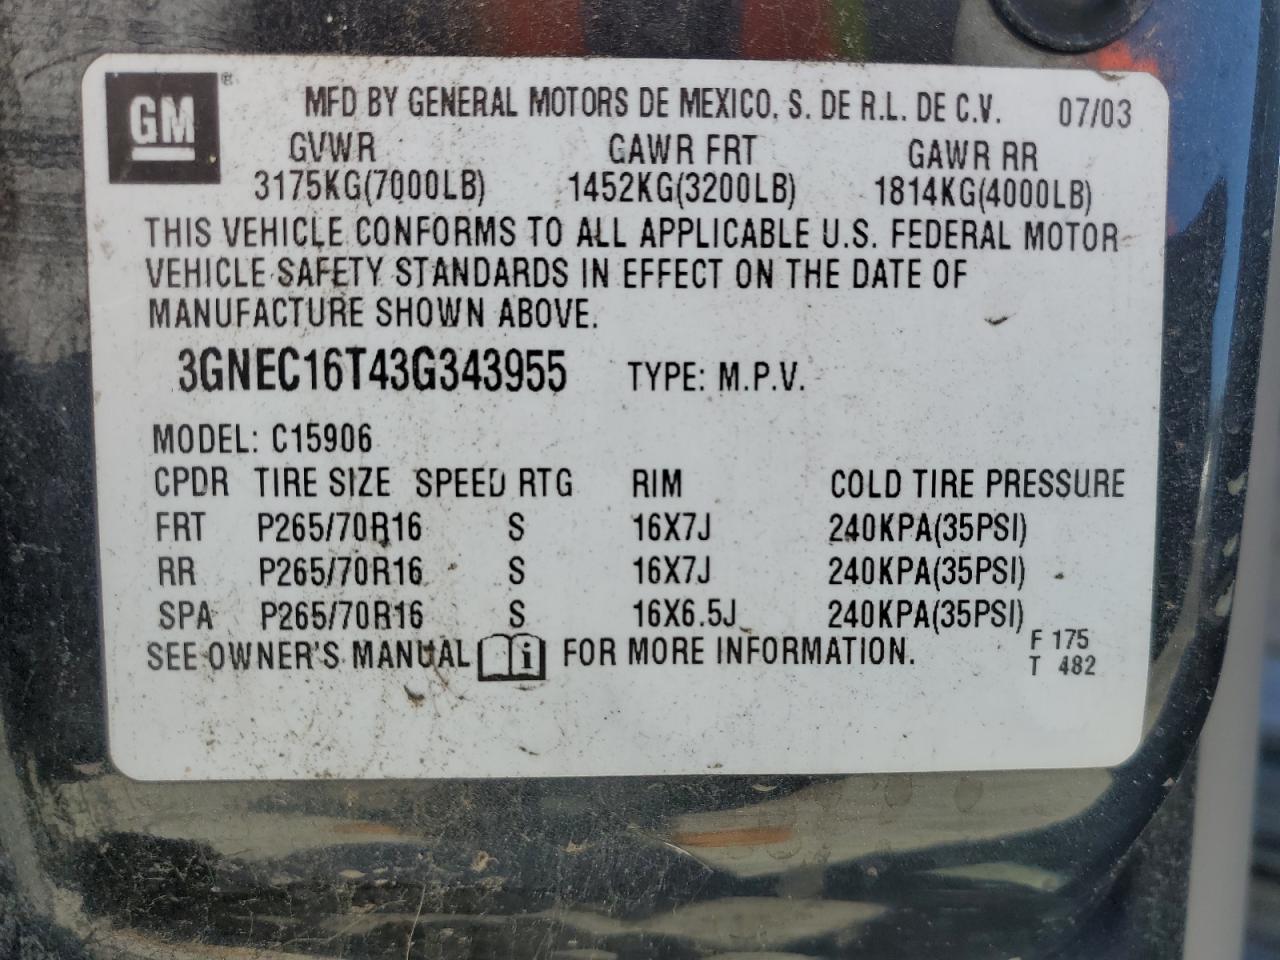 GM ®
MFD BY GENERAL MOTORS DE MEXICO, S. DE R.L. DE C.V. 07/03
GVWR GAWR FRT GAWR RR
3175KG(7000LB) 1452KG(3200LB) 1814KG(4000LB)
THIS VEHICLE CONFORMS TO ALL APPLICABLE U.S. FEDERAL MOTOR
VEHICLE SAFETY STANDARDS IN EFFECT ON THE DATE OF
MANUFACTURE SHOWN ABOVE.
3GNEC16T43G343955 TYPE: M.P.V.
MODEL: C15906
CPDR TIRE SIZE SPEED RTG RIM COLD TIRE PRESSURE
FRT P265/70R16 S 16X7J 240KPA(35PSI)
RR P265/70R16 S 16X7J 240KPA(35PSI)
SPA P265/70R16 S 16X6.5J 240KPA(35PSI)
SEE OWNER'S MANUAL i FOR MORE INFORMATION.
F 175
T 482